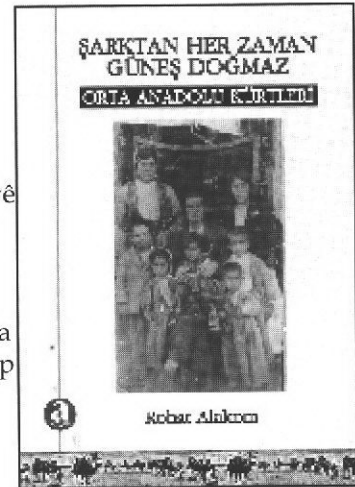 ŞARKTAN HER ZAMAN
GÜNEŞ DOĞMAZ
ORTA ANADOLU KÜRTLERİ
ê
a
p
Rohat Alakom